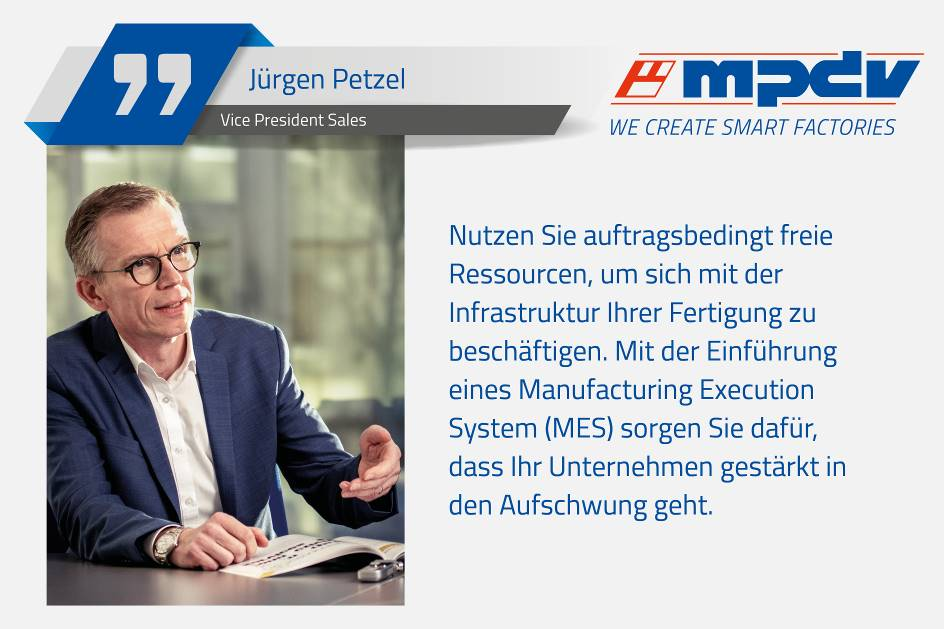 Jürgen Petzel
Vice President Sales
mpdv
WE CREATE SMART FACTORIES
Nutzen Sie auftragsbedingt freie
Ressourcen, um sich mit der
Infrastruktur Ihrer Fertigung zu
beschäftigen. Mit der Einführung
eines Manufacturing Execution
System (MES) sorgen Sie dafür,
dass Ihr Unternehmen gestärkt in
den Aufschwung geht.